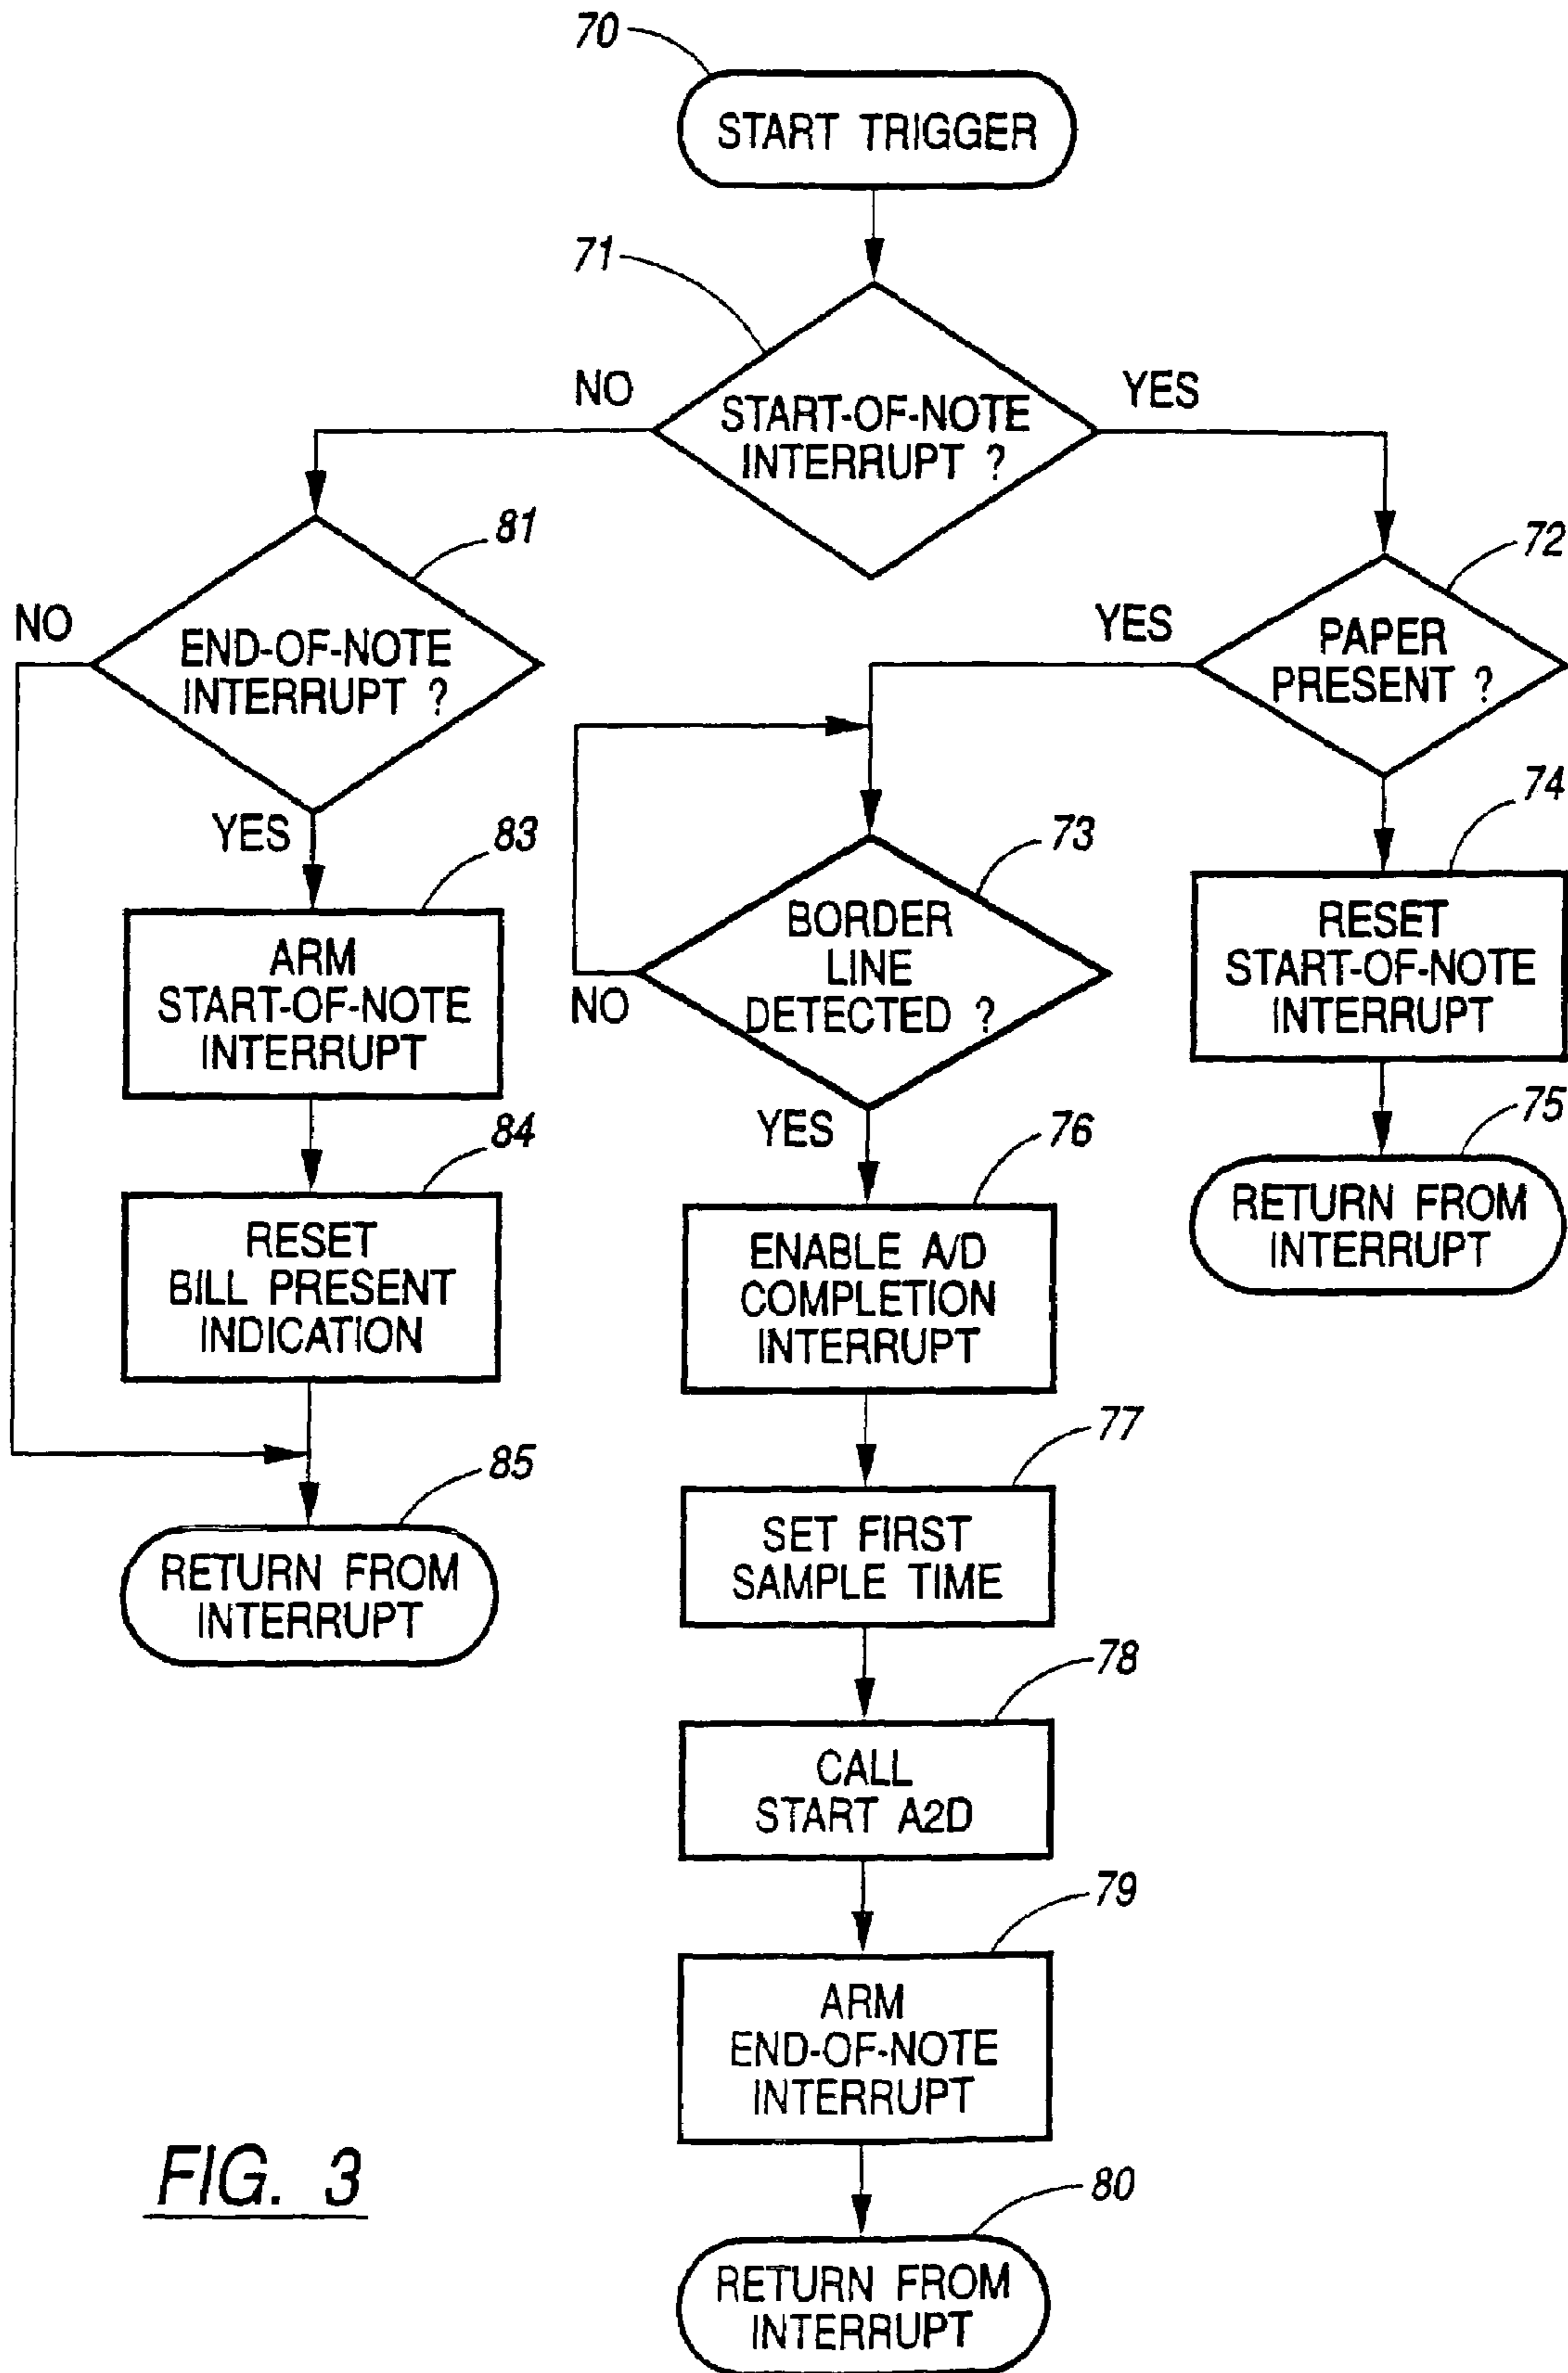 70
START TRIGGER
71
NO
START-OF-NOTE
INTERRUPT ?
YES
81
END-OF-NOTE
INTERRUPT ?
NO
YES
72
PAPER
PRESENT ?
YES
83
ARM
START-OF-NOTE
INTERRUPT
73
BORDER
LINE
DETECTED ?
NO
YES
74
RESET
START-OF-NOTE
INTERRUPT
84
RESET
BILL PRESENT
INDICATION
76
ENABLE A/D
COMPLETION
INTERRUPT
75
RETURN FROM
INTERRUPT
85
RETURN FROM
INTERRUPT
77
SET FIRST
SAMPLE TIME
78
CALL
START A2D
79
ARM
END-OF-NOTE
INTERRUPT
80
RETURN FROM
INTERRUPT
FIG. 3